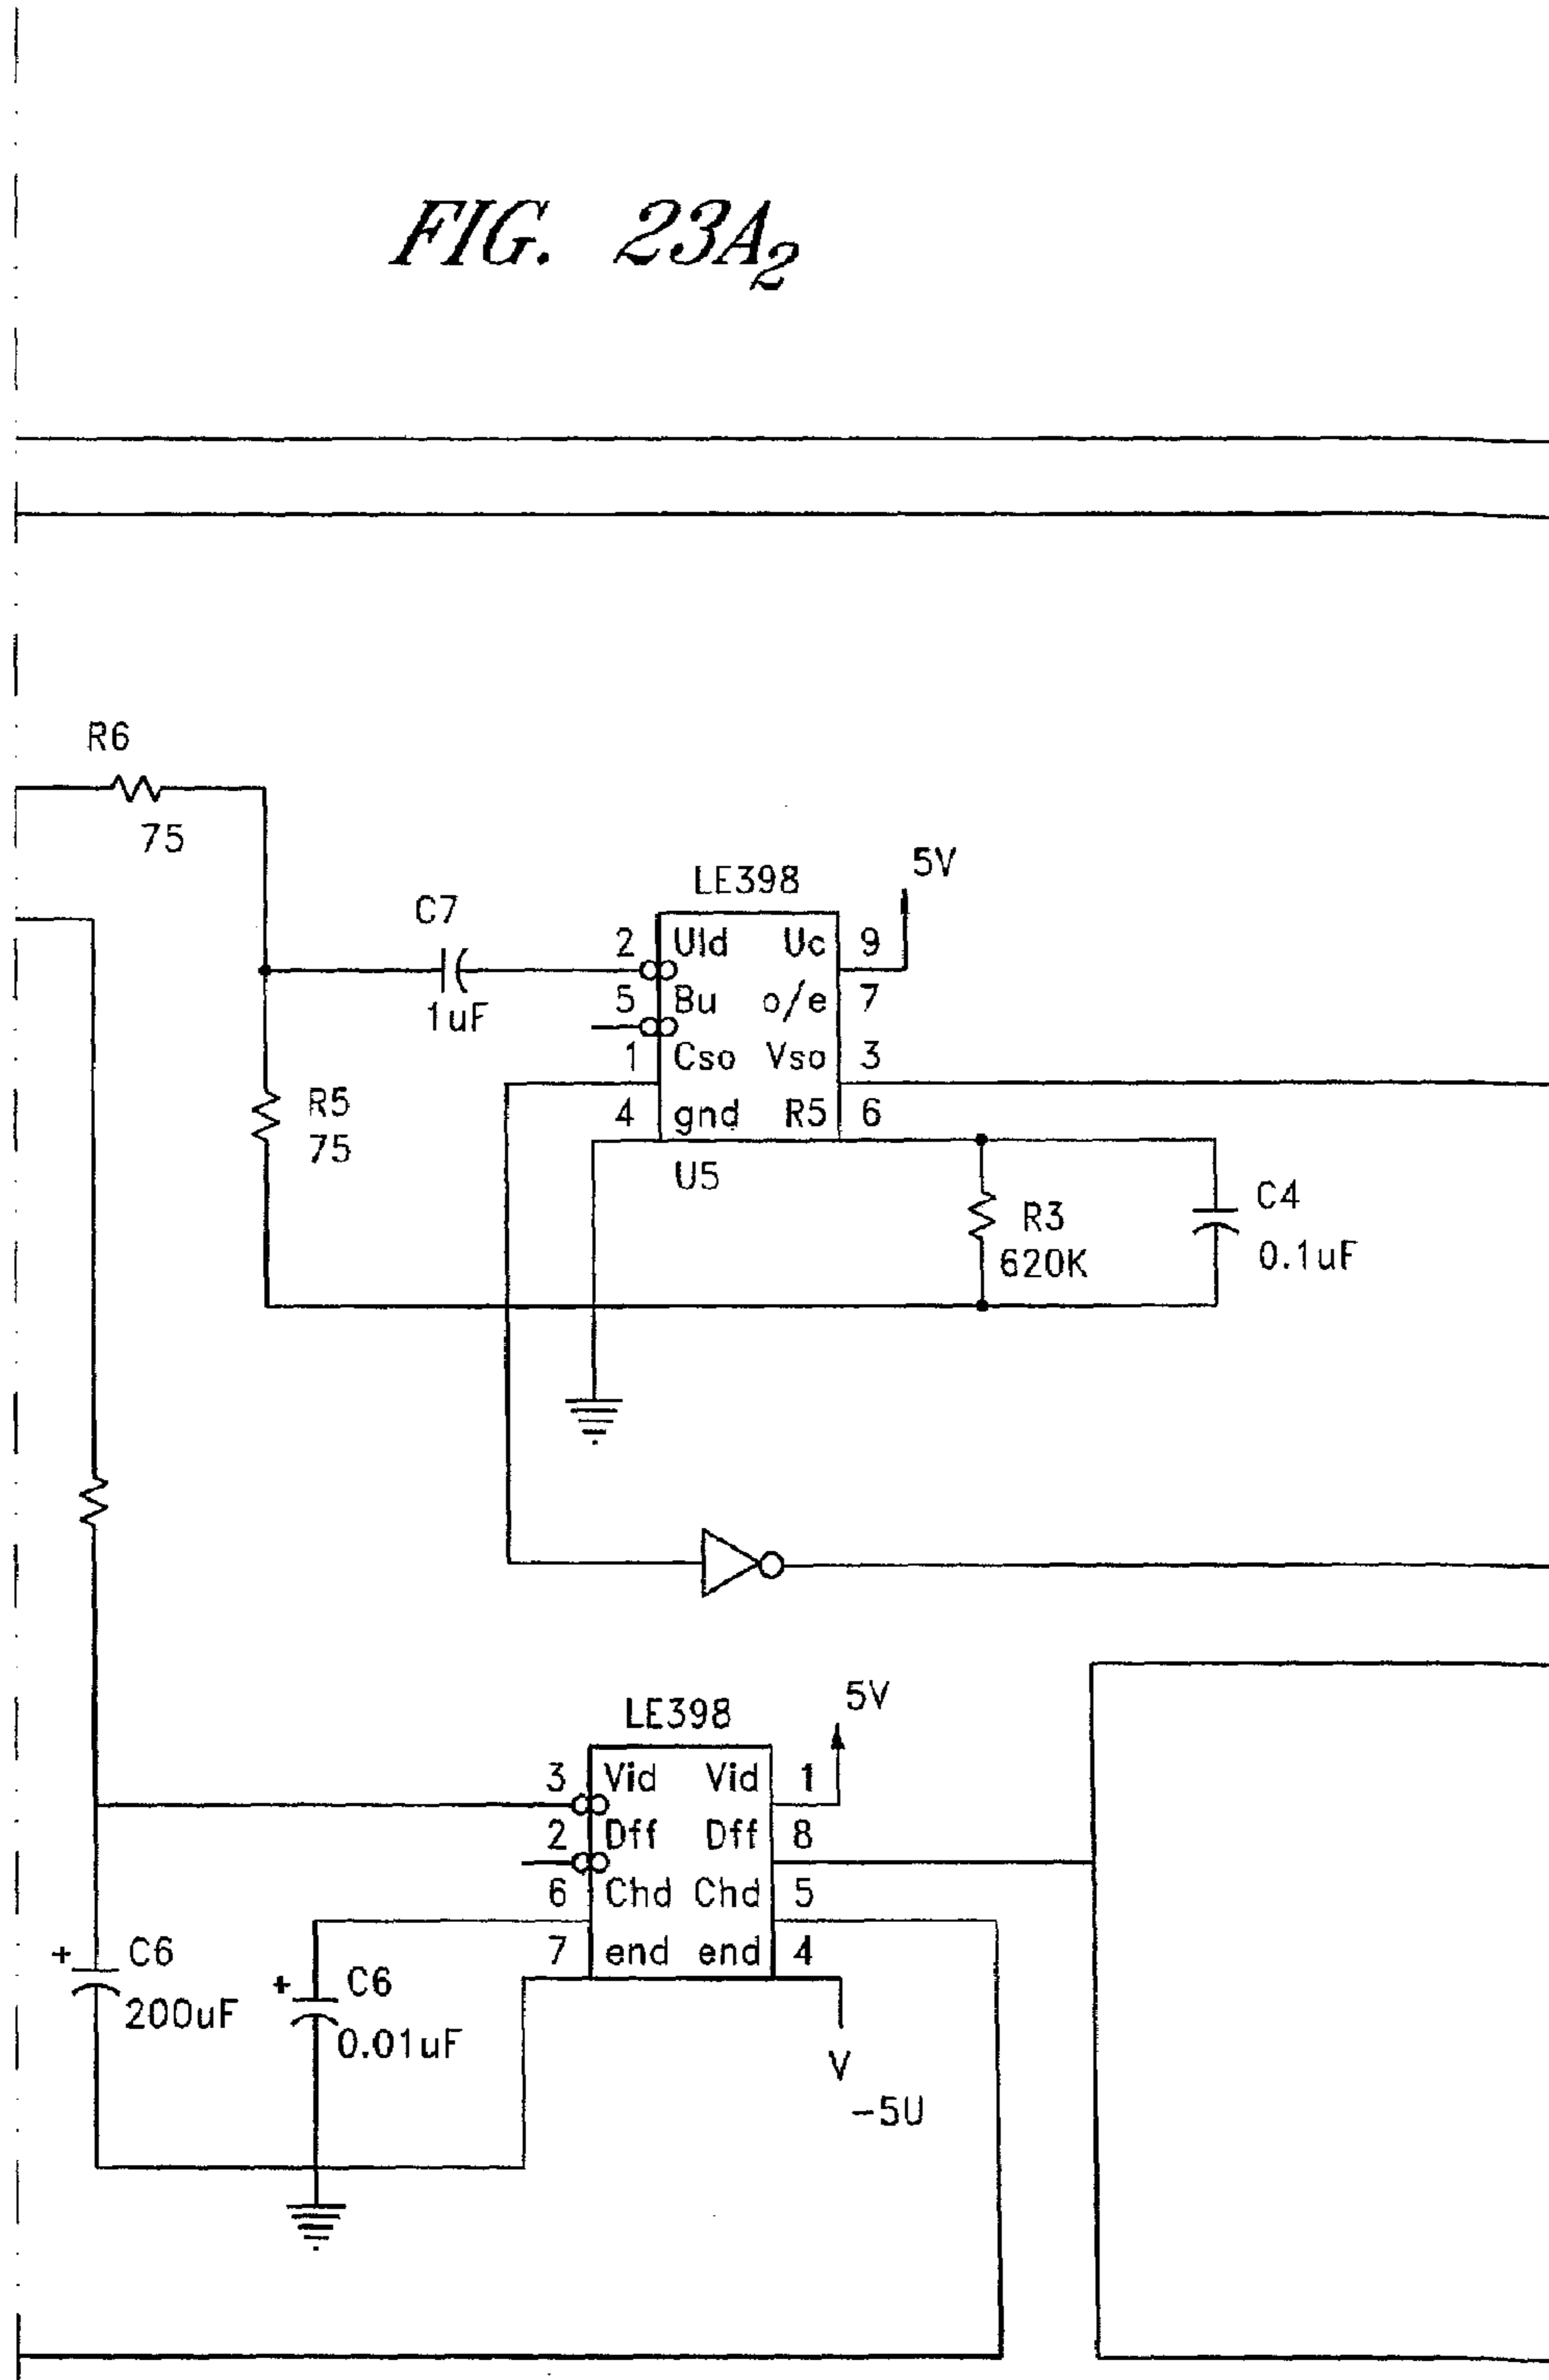 FIG. 23A2
R6
75
C7
1uF
R5
75
LE398
5V
2 Uld Uc 9
5 Bu o/e 7
1 Cso Vso 3
4 gnd R5 6
U5
R3
620K
C4
0.1uF
LE398
5V
3 Vid Vid 1
2 Dff Dff 8
6 Chd Chd 5
7 end end 4
+ C6
200uF
+ C6
0.01uF
V
-5U